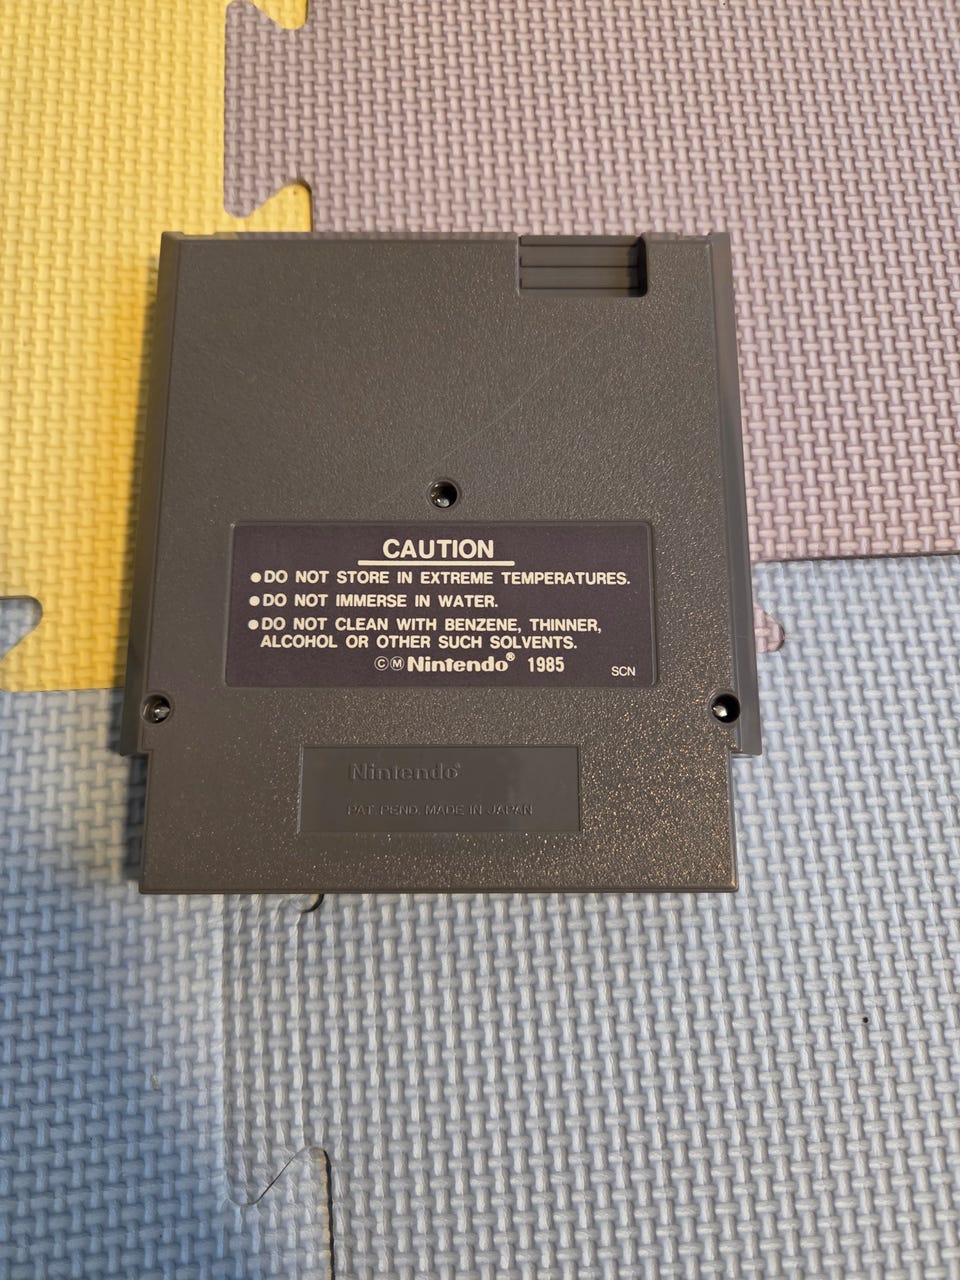 CAUTION
●DO NOT STORE IN EXTREME TEMPERATURES.
●DO NOT IMMERSE IN WATER.
●DO NOT CLEAN WITH BENZENE, THINNER,
ALCOHOL OR OTHER SUCH SOLVENTS.
©ⓂNintendo® 1985
SCN
Nintendo®
PAT. PEND. MADE IN JAPAN